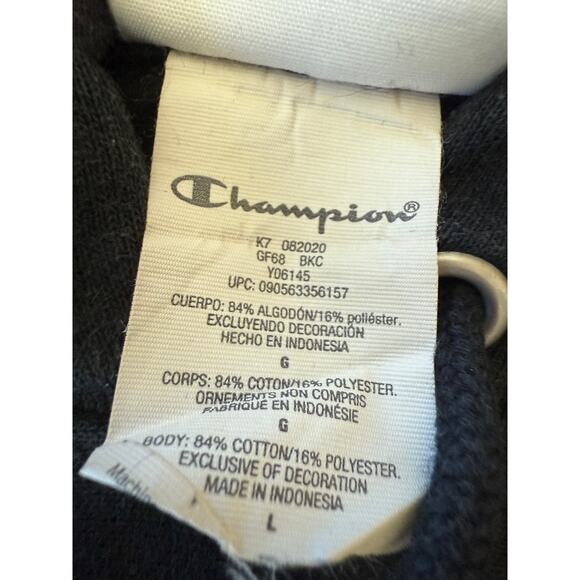 Champion®
K7 082020
GF68 BKC
Y06145
UPC: 090563356157
CUERPO: 84% ALGODÓN/16% poliéster.
EXCLUYENDO DECORACIÓN
HECHO EN INDONESIA
G
CORPS: 84% COTON/16% POLYESTER.
ORNEMENTS NON COMPRIS
FABRIQUÉ EN INDONÉSIE
G
BODY: 84% COTTON/16% POLYESTER.
EXCLUSIVE OF DECORATION
MADE IN INDONESIA
L